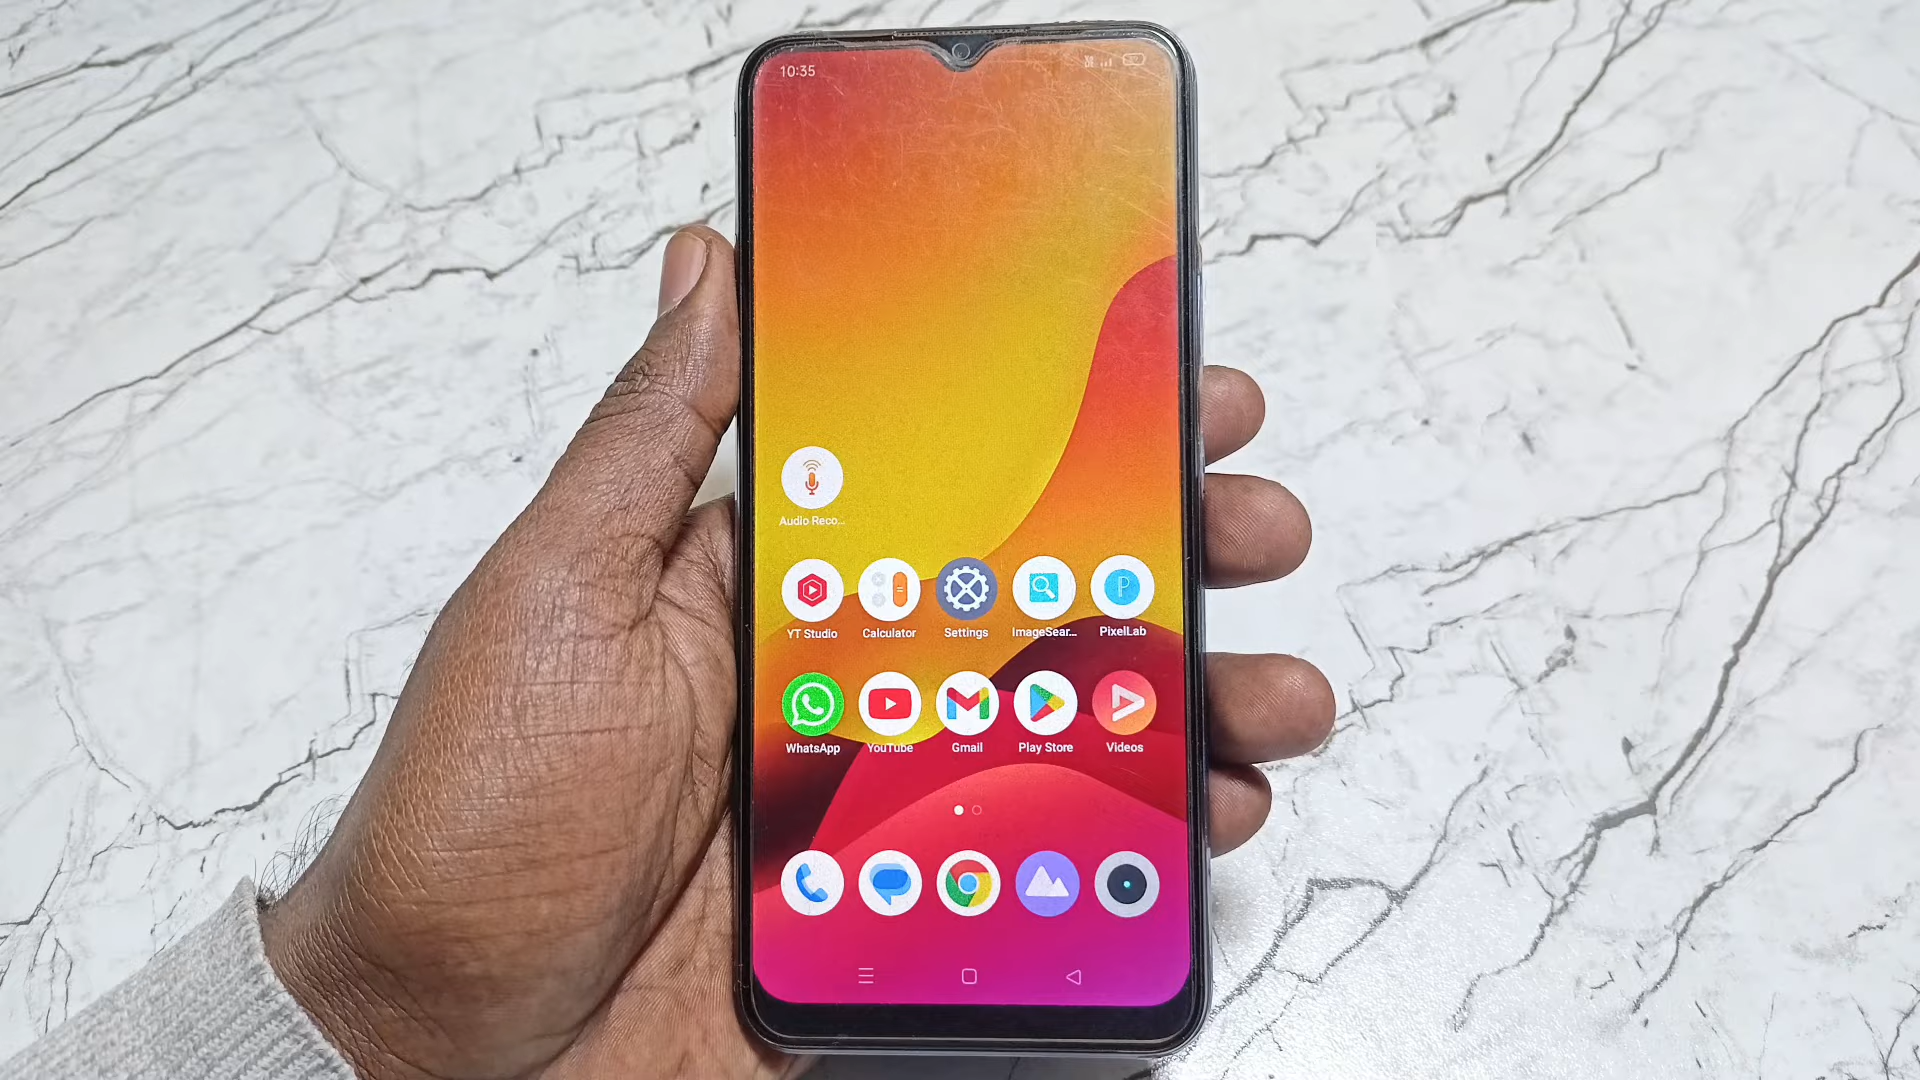 10:35
Audio Reco...
YT Studio
Calculator
Settings
ImageSear...
PixelLab
WhatsApp
YouTube
Gmail
Play Store
Videos